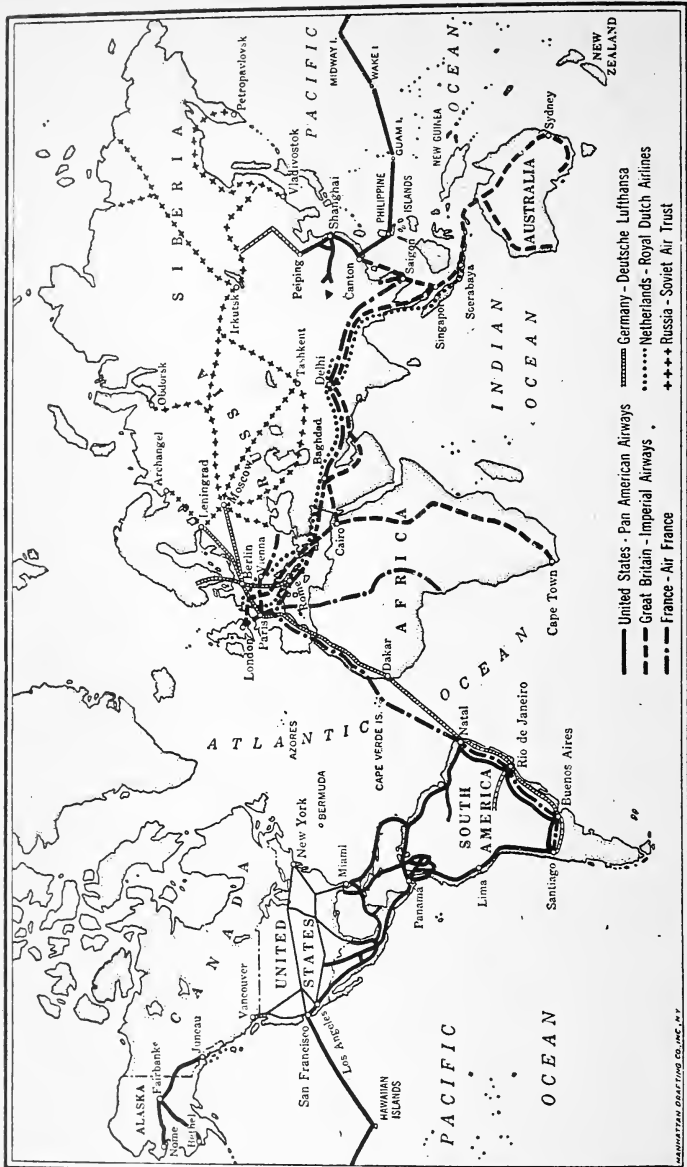 ALASKA
Fairbanks
Nome
Bethel
Juneau
CANADA
Vancouver
UNITED
STATES
New York
San Francisco
Los Angeles
Miami
BERMUDA
HAWAIIAN
ISLANDS
PACIFIC
OCEAN
Panama
SOUTH
AMERICA
Lima
Santiago
Buenos Aires
Rio de Janeiro
Natal
ATLANTIC
OCEAN
AZORES
CAPE VERDE IS.
Dakar
AFRICA
Cape Town
Cairo
London
Paris
Berlin
Vienna
Rome
Leningrad
Moscow
Archangel
Obdorsk
U.S.S.R.
SIBERIA
Irkutsk
Tashkent
Baghdad
Delhi
Petropavlovsk
Vladivostok
Peiping
Shanghai
Canton
Saigon
Singapore
Soerabaya
PHILIPPINE
ISLANDS
GUAM I.
WAKE I
MIDWAY I.
PACIFIC
OCEAN
NEW GUINEA
AUSTRALIA
Sydney
NEW
ZEALAND
INDIAN
OCEAN
United States - Pan American Airways
Great Britain - Imperial Airways
France - Air France
Germany - Deutsche Lufthansa
Netherlands - Royal Dutch Airlines
Russia - Soviet Air Trust
MANHATTAN DRAFTING CO., INC., N.Y.